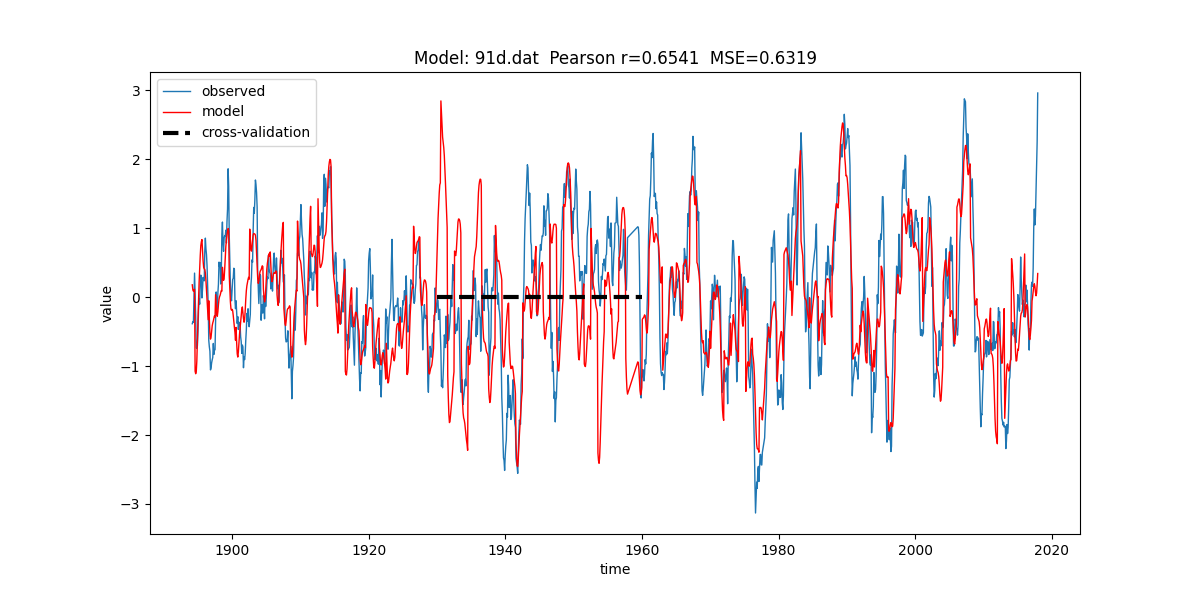 Model: 91d.dat  Pearson r=0.6541  MSE=0.6319
observed
model
cross-validation
3
2
1
0
−1
−2
−3
value
1900 1920 1940 1960 1980 2000 2020
time